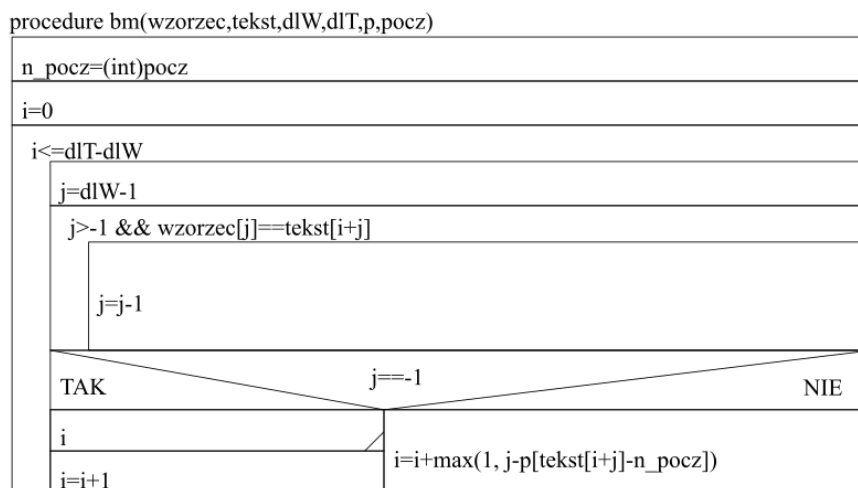 procedure bm(wzorzec,tekst,dlW,dlT,p,pocz)
n_pocz=(int)pocz
i=0
i<=dlT-dlW
j=dlW-1
j>-1 && wzorzec[j]==tekst[i+j]
j=j-1
j==-1
TAK
NIE
i
i=i+max(1, j-p[tekst[i+j]-n_pocz])
i=i+1